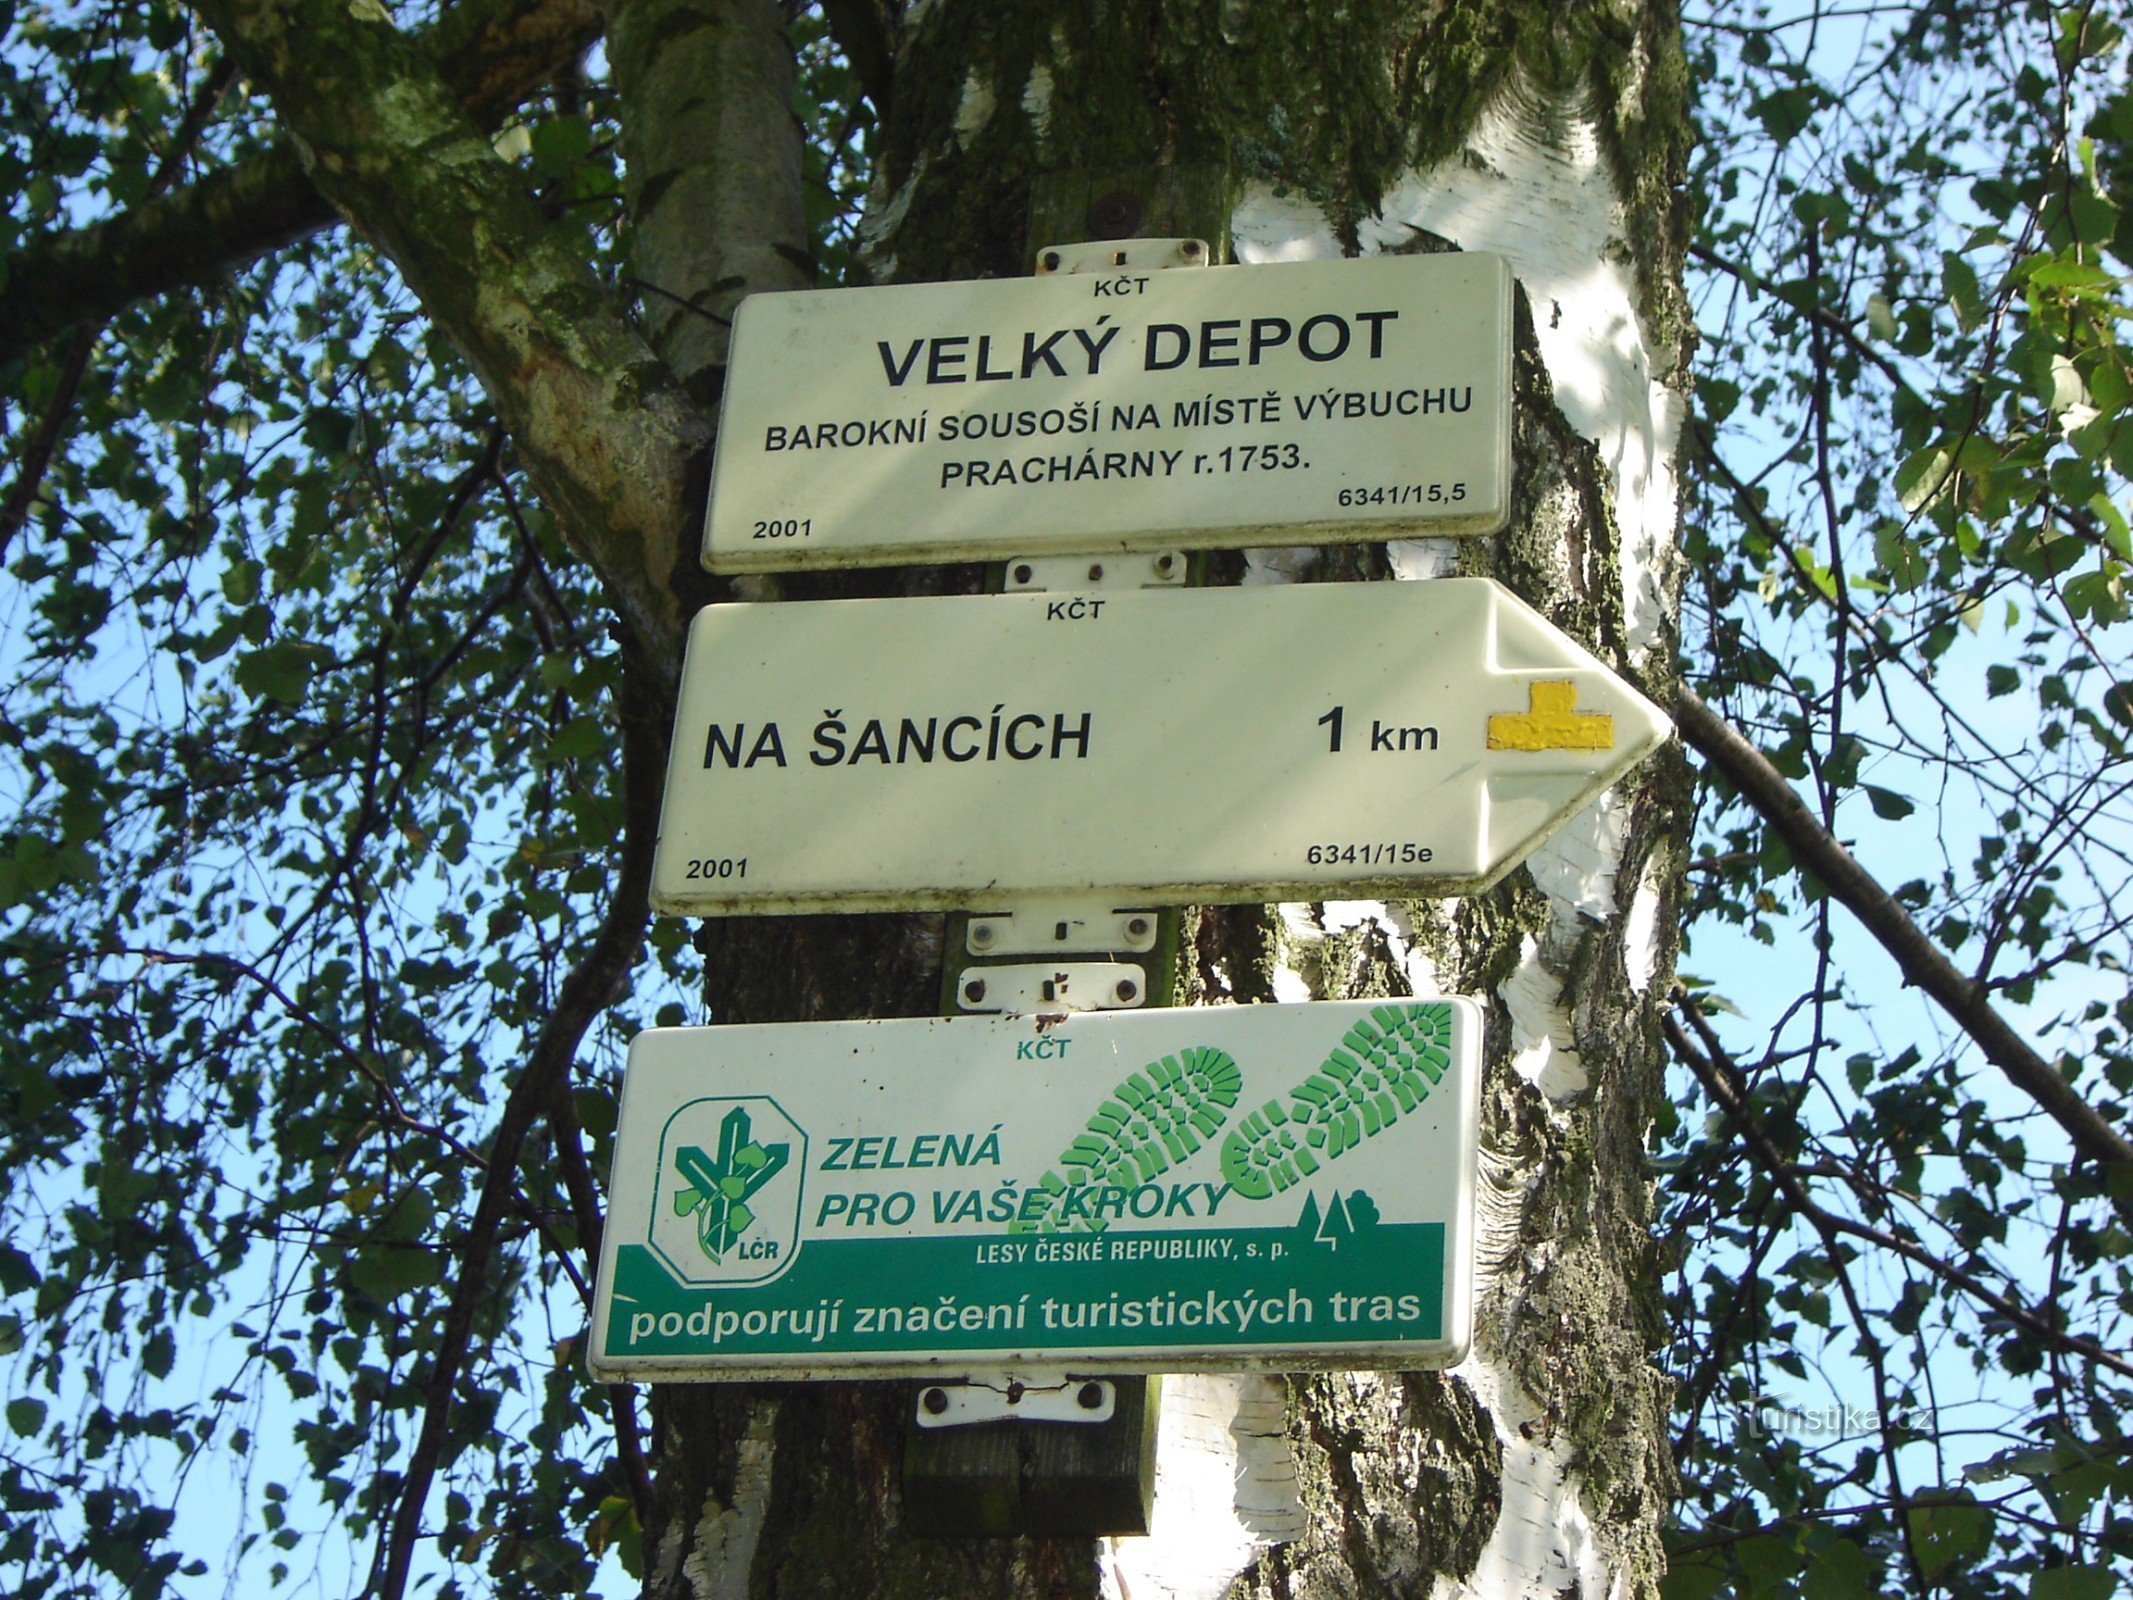 KČT
VELKÝ DEPOT
BAROKNÍ SOUSOŠÍ NA MÍSTĚ VÝBUCHU
PRACHÁRNY r.1753.
2001 6341/15,5
KČT
NA ŠANCÍCH 1 km
2001 6341/15e
KČT
ZELENÁ
PRO VAŠE KROKY
LČR
LESY ČESKÉ REPUBLIKY, s. p.
podporují značení turistických tras
Turistika.cz